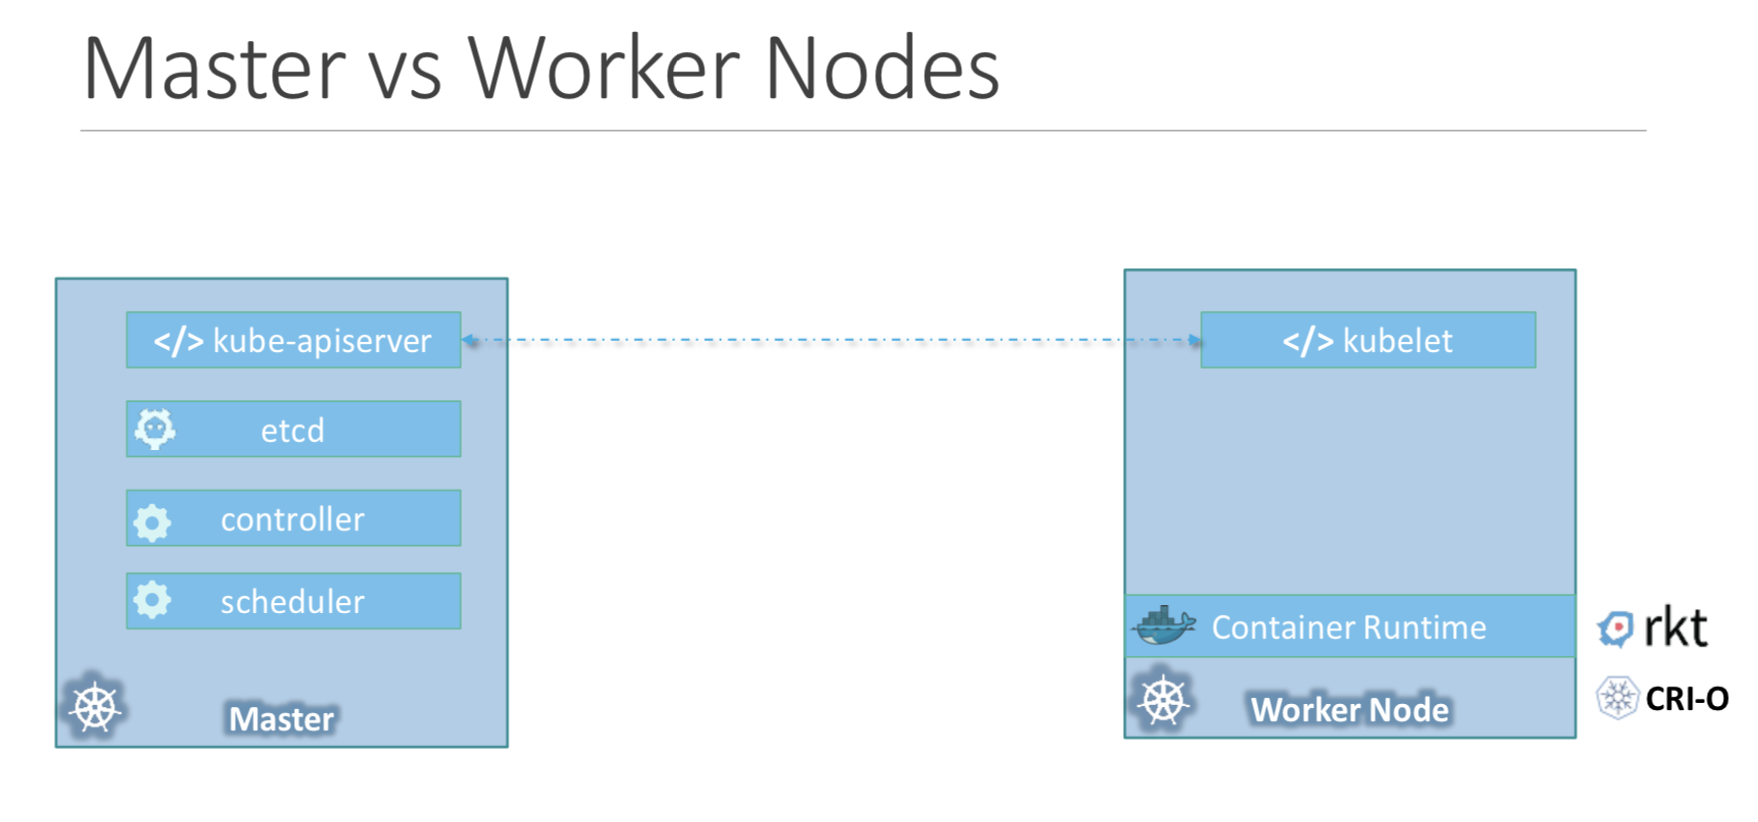 Master vs Worker Nodes
</> kube-apiserver
etcd
controller
scheduler
Master
</> kubelet
Container Runtime
Worker Node
rkt
CRI-O